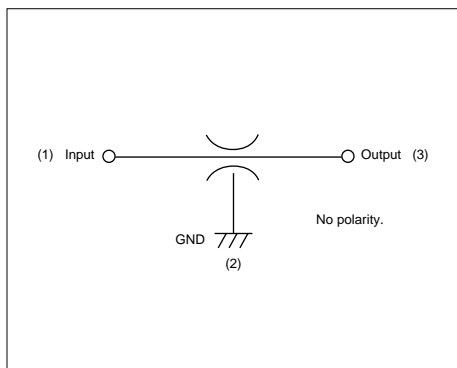 (1) Input Output (3)
No polarity.
GND
(2)